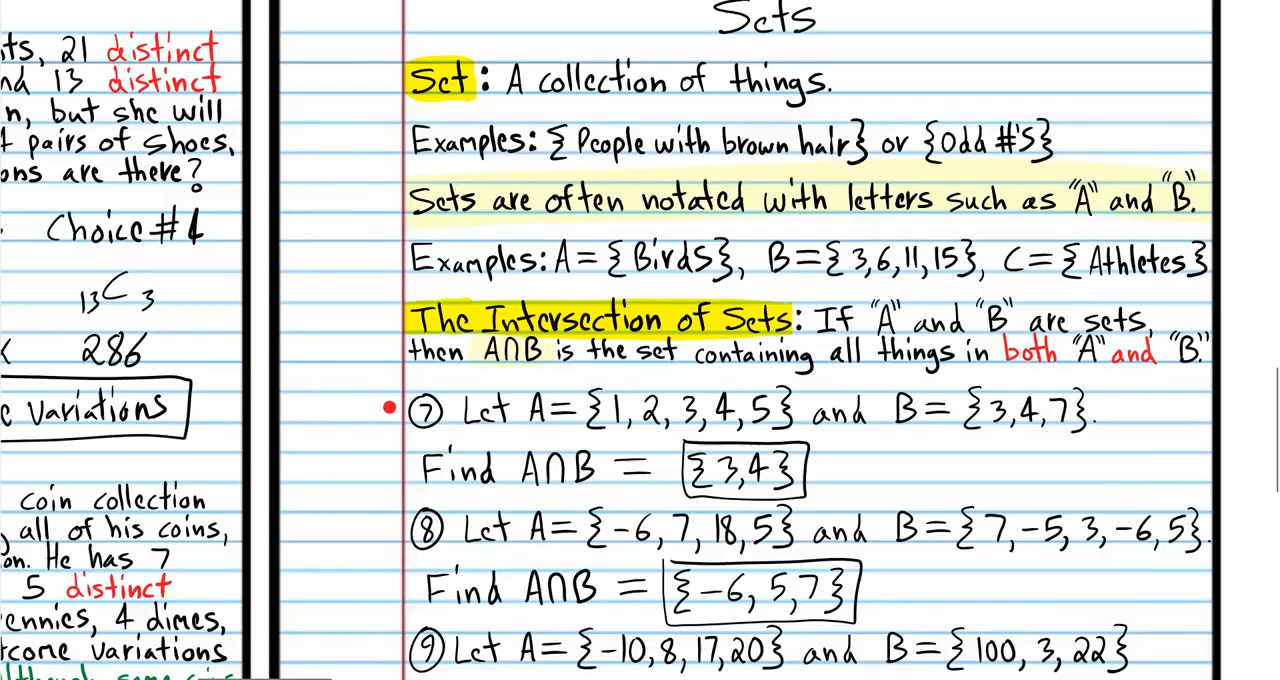 its, 21 distinct
nd 13 distinct
n, but she will
t pairs of shoes,
ons are there?
Choice #1
13C3
286
variations
coin collection
all of his coins,
on. He has 7
5 distinct
ennies, 4 dimes,
tcome variations
Sets
Set: A collection of things.
Examples: {People with brown hair} or {Odd #'s}
Sets are often notated with letters such as "A" and "B".
Examples: A = {Birds}, B = {3,6,11,15}, C = {Athletes}
The Intersection of Sets: If "A" and "B" are sets,
then A∩B is the set containing all things in both "A" and "B".
⑦ Let A = {1, 2, 3, 4, 5} and B = {3,4,7}.
Find A∩B = {3,4}
⑧ Let A = {-6, 7, 18, 5} and B = {7, -5, 3, -6, 5}.
Find A∩B = {-6, 5, 7}
⑨ Let A = {-10, 8, 17, 20} and B = {100, 3, 22}